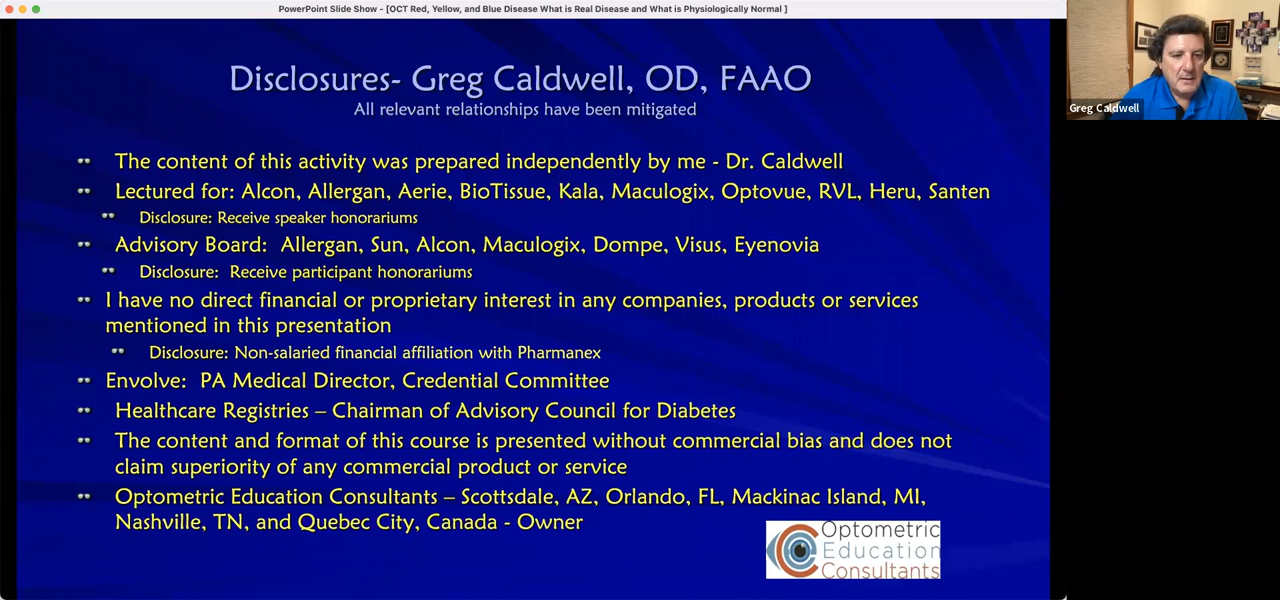 PowerPoint Slide Show - [OCT Red, Yellow, and Blue Disease What is Real Disease and What is Physiologically Normal ]
Disclosures- Greg Caldwell, OD, FAAO
All relevant relationships have been mitigated
The content of this activity was prepared independently by me - Dr. Caldwell
Lectured for: Alcon, Allergan, Aerie, BioTissue, Kala, Maculogix, Optovue, RVL, Heru, Santen
Disclosure: Receive speaker honorariums
Advisory Board: Allergan, Sun, Alcon, Maculogix, Dompe, Visus, Eyenovia
Disclosure: Receive participant honorariums
I have no direct financial or proprietary interest in any companies, products or services
mentioned in this presentation
Disclosure: Non-salaried financial affiliation with Pharmanex
Envolve: PA Medical Director, Credential Committee
Healthcare Registries – Chairman of Advisory Council for Diabetes
The content and format of this course is presented without commercial bias and does not
claim superiority of any commercial product or service
Optometric Education Consultants – Scottsdale, AZ, Orlando, FL, Mackinac Island, MI,
Nashville, TN, and Quebec City, Canada - Owner
Optometric
Education
Consultants
Greg Caldwell